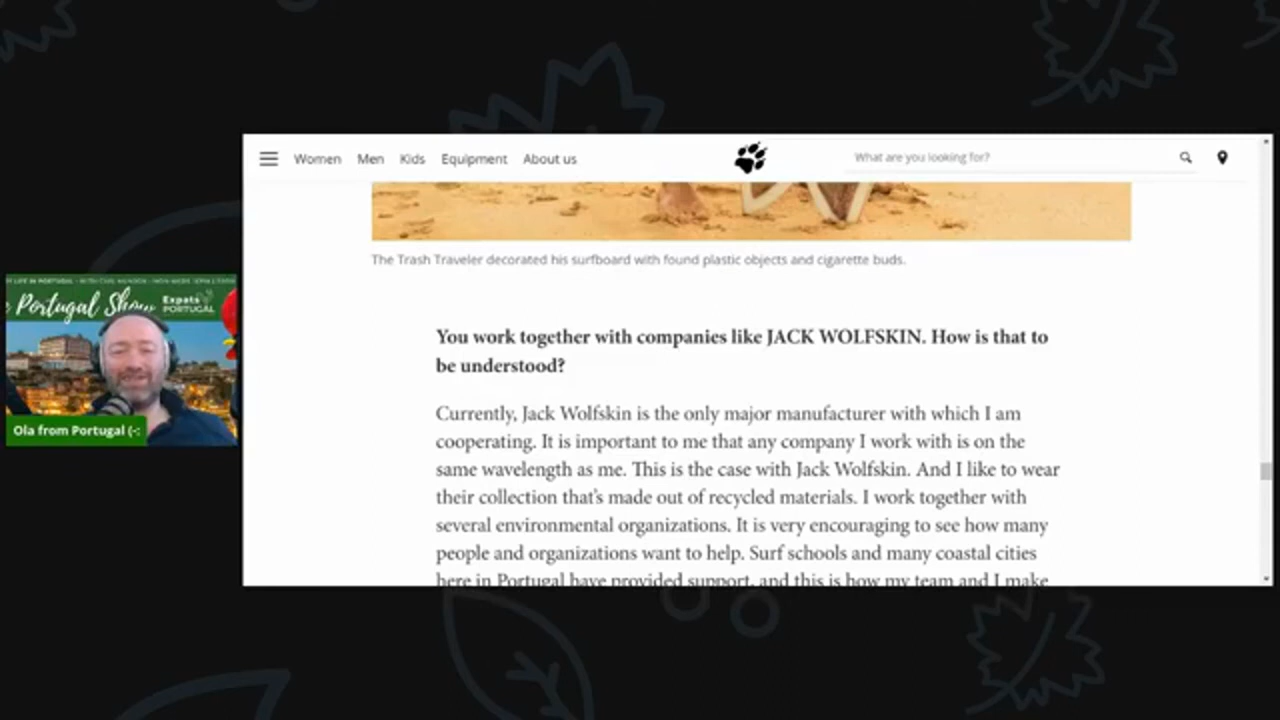 Women Men Kids Equipment About us What are you looking for?
The Trash Traveler decorated his surfboard with found plastic objects and cigarette buds.
You work together with companies like JACK WOLFSKIN. How is that to
be understood?
Currently, Jack Wolfskin is the only major manufacturer with which I am
cooperating. It is important to me that any company I work with is on the
same wavelength as me. This is the case with Jack Wolfskin. And I like to wear
their collection that's made out of recycled materials. I work together with
several environmental organizations. It is very encouraging to see how many
people and organizations want to help. Surf schools and many coastal cities
here in Portugal have provided support, and this is how my team and I make
LIFE IN PORTUGAL
Portugal Show
Expats
PORTUGAL
Ola from Portugal (-: